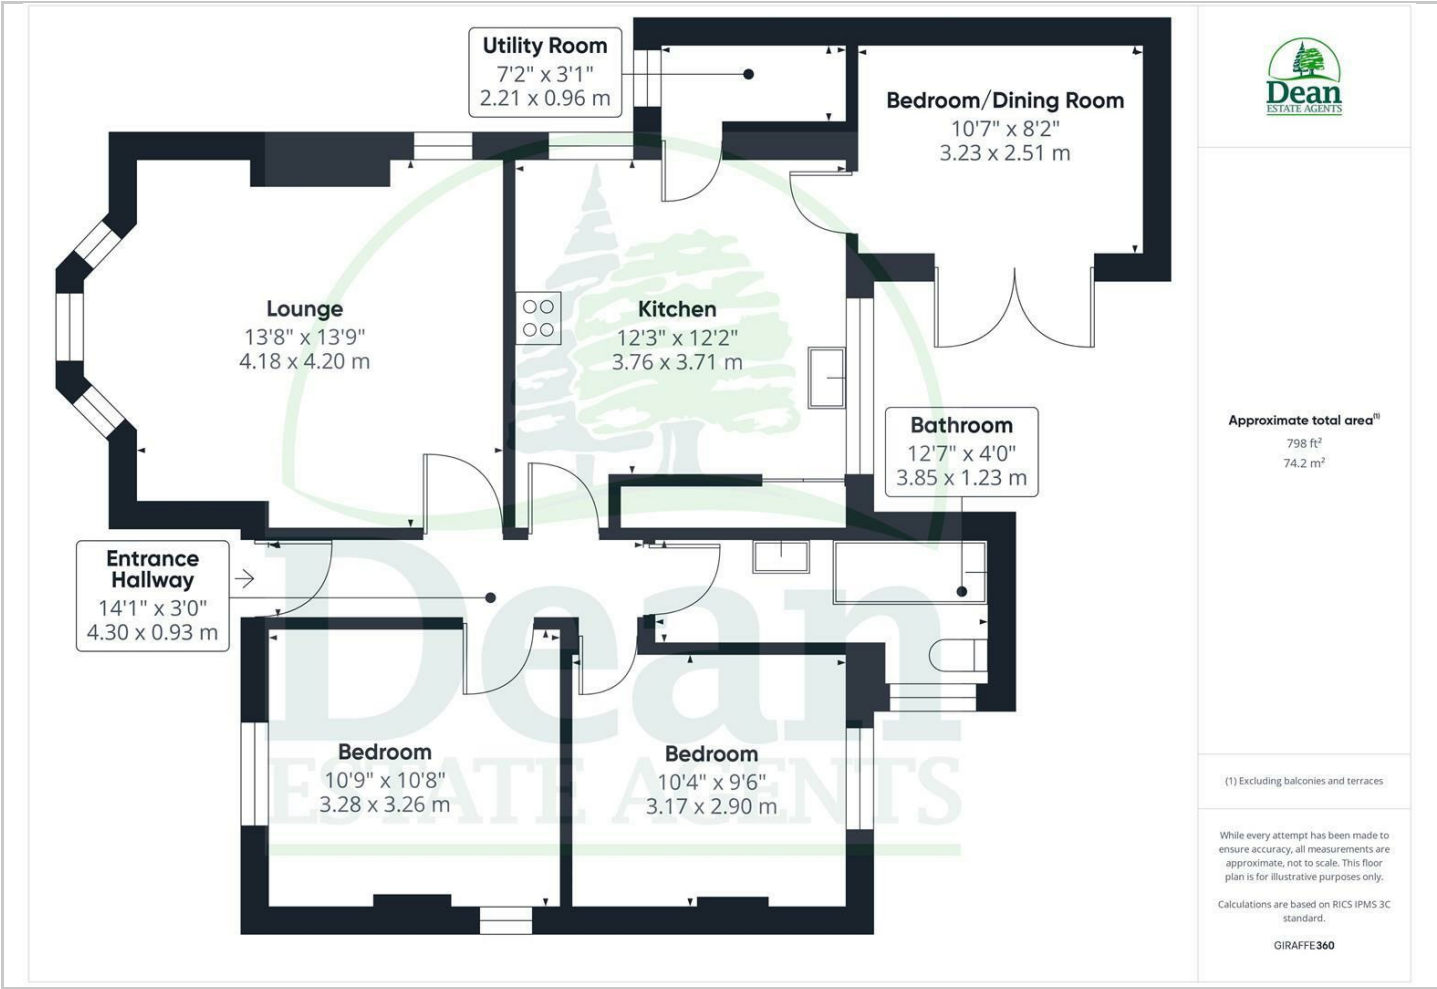 Utility Room
7'2" x 3'1"
2.21 x 0.96 m
Bedroom/Dining Room
10'7" x 8'2"
3.23 x 2.51 m
Lounge
13'8" x 13'9"
4.18 x 4.20 m
Kitchen
12'3" x 12'2"
3.76 x 3.71 m
Bathroom
12'7" x 4'0"
3.85 x 1.23 m
Entrance
Hallway
14'1" x 3'0"
4.30 x 0.93 m
Bedroom
10'9" x 10'8"
3.28 x 3.26 m
Bedroom
10'4" x 9'6"
3.17 x 2.90 m
Dean
ESTATE AGENTS
Dean
ESTATE AGENTS
Approximate total area⁽¹⁾
798 ft²
74.2 m²
(1) Excluding balconies and terraces
While every attempt has been made to
ensure accuracy, all measurements are
approximate, not to scale. This floor
plan is for illustrative purposes only.
Calculations are based on RICS IPMS 3C
standard.
GIRAFFE360